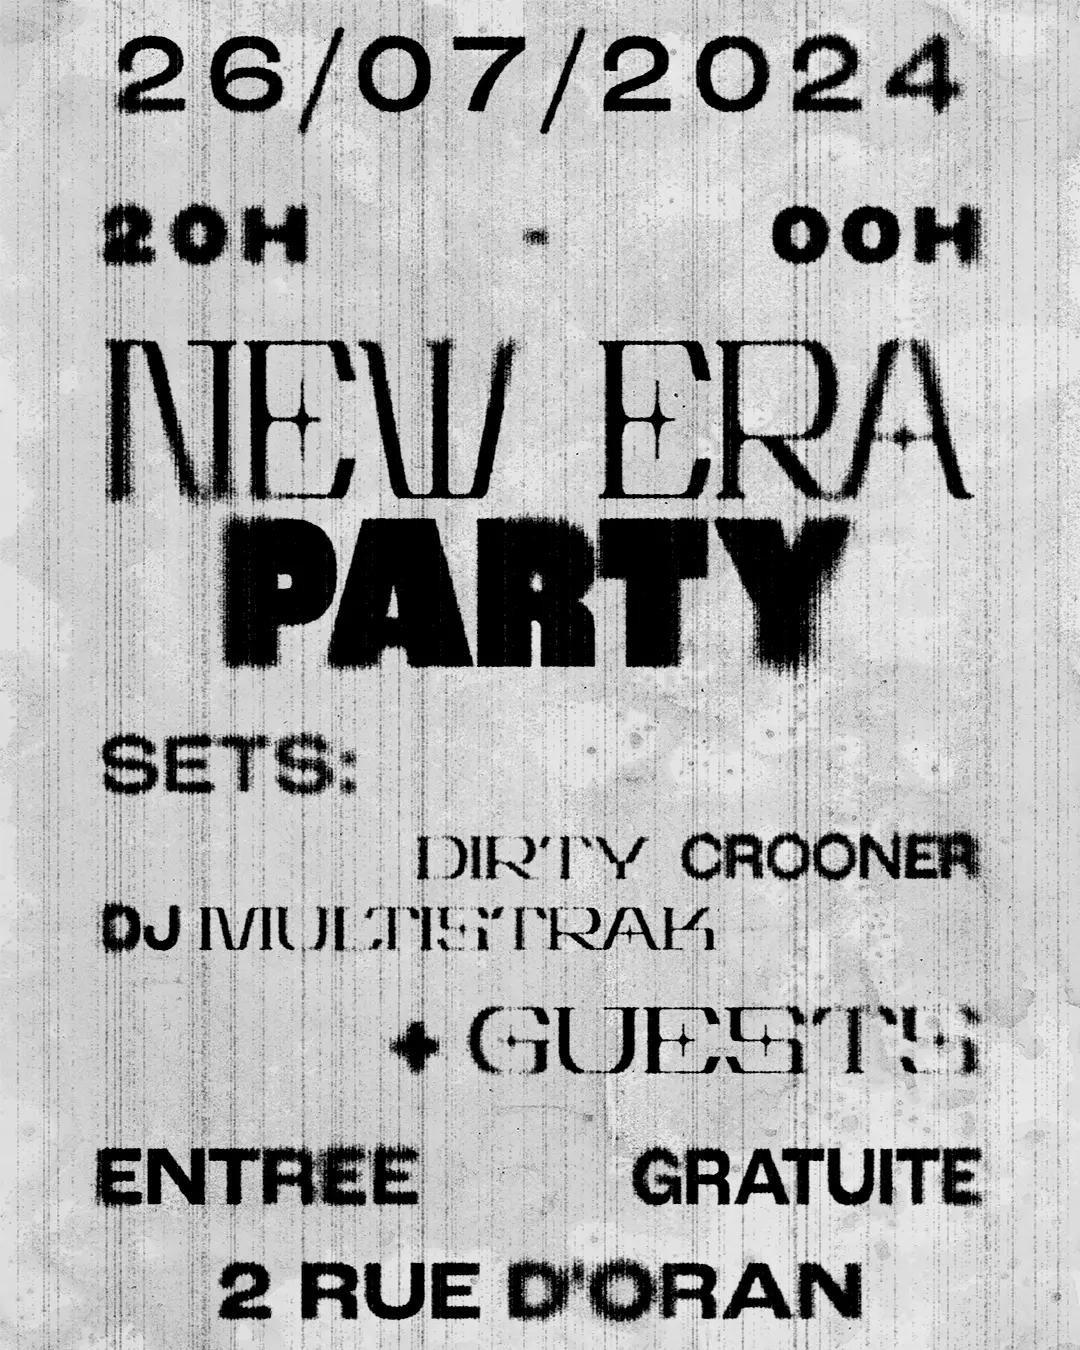 26/07/2024
20H - 00H
NEW ERA
PARTY
SETS:
DIRTY CROONER
DJ MULTISTRAK
+ GUESTS
ENTREE GRATUITE
2 RUE D'ORAN